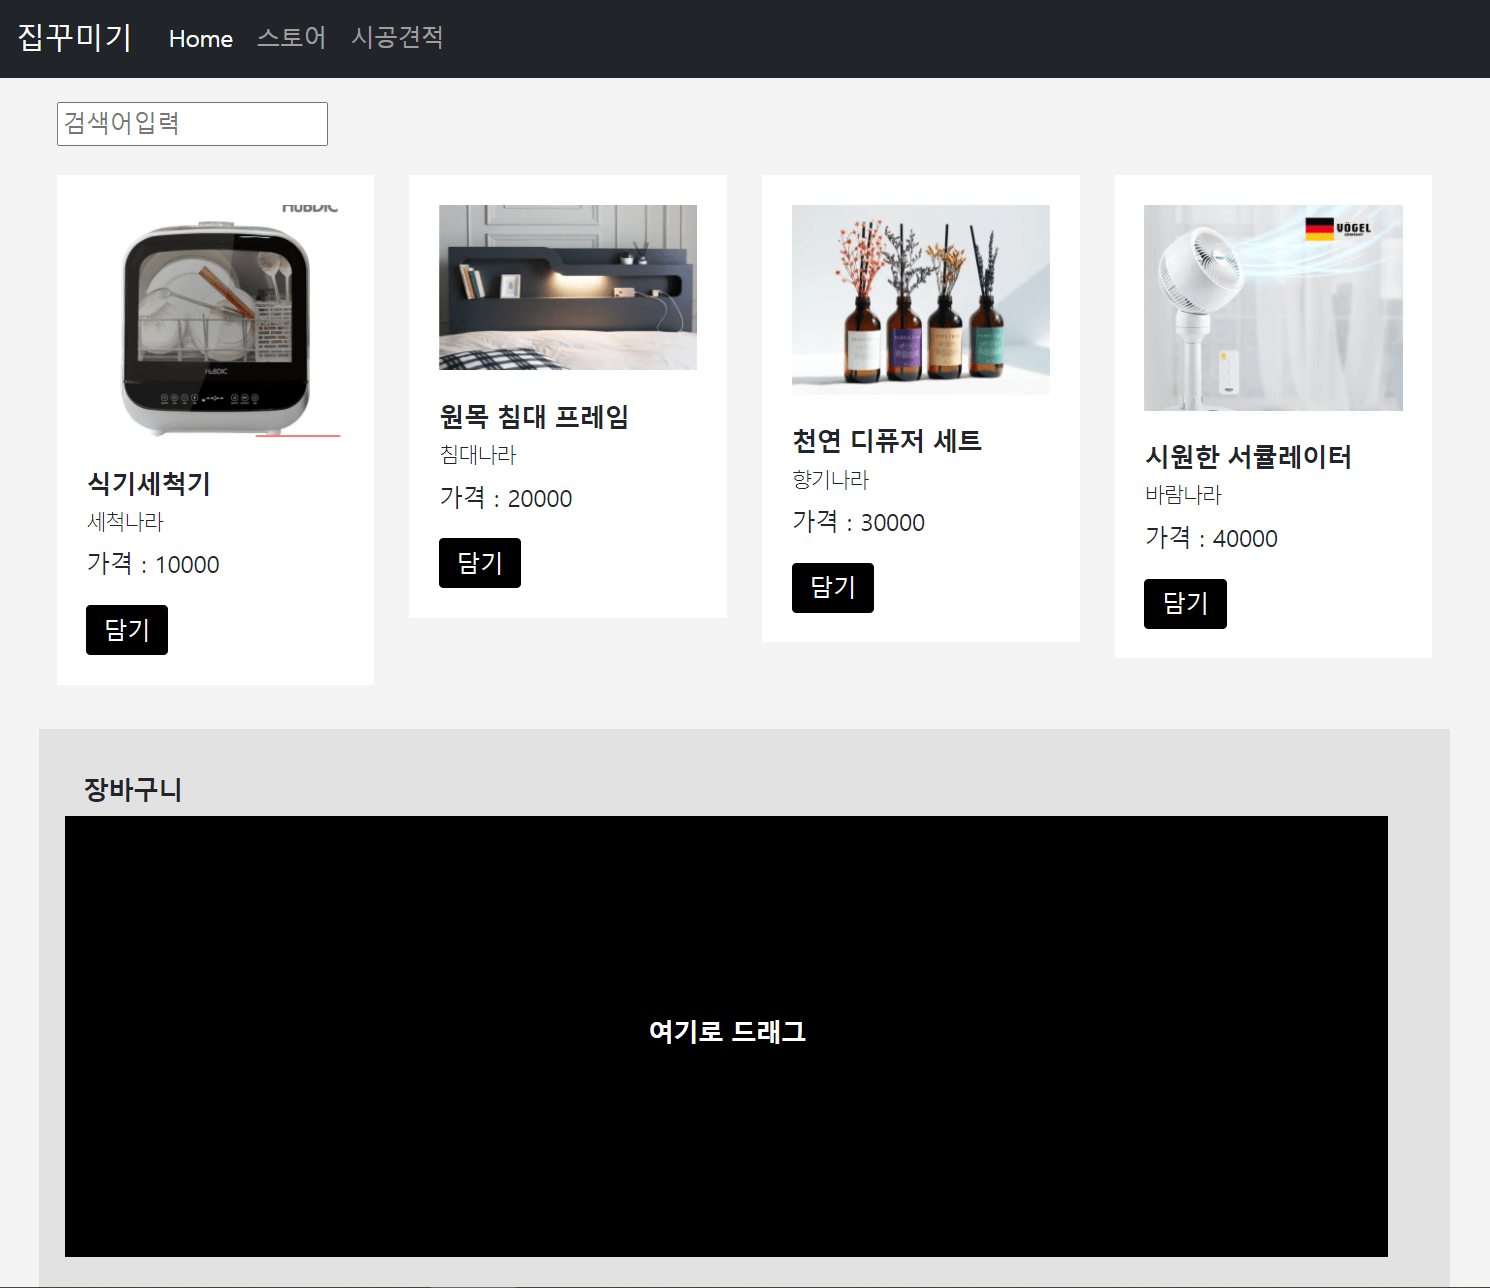 집꾸미기 Home 스토어 시공견적
검색어입력
HUBDIC
HUBDIC
식기세척기
세척나라
가격 : 10000
담기
원목 침대 프레임
침대나라
가격 : 20000
담기
천연 디퓨저 세트
향기나라
가격 : 30000
담기
VÖGEL
시원한 서큘레이터
바람나라
가격 : 40000
담기
장바구니
여기로 드래그